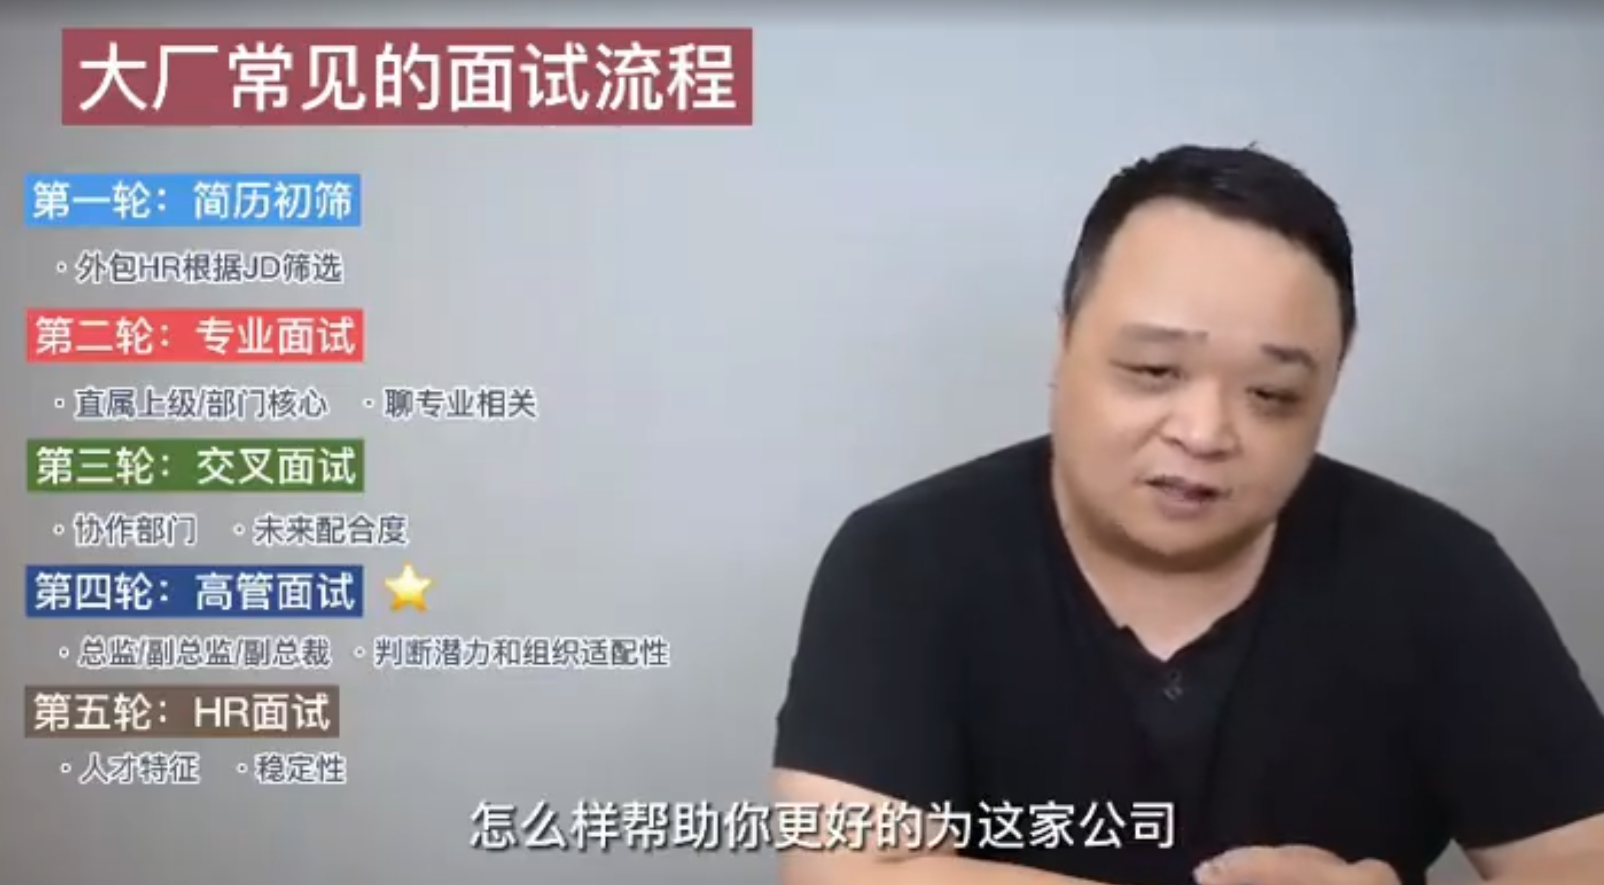 大厂常见的面试流程
第一轮：简历初筛
·外包HR根据JD筛选
第二轮：专业面试
·直属上级/部门核心 ·聊专业相关
第三轮：交叉面试
·协作部门 ·未来配合度
第四轮：高管面试
·总监/副总监/副总裁 ·判断潜力和组织适配性
第五轮：HR面试
·人才特征 ·稳定性
怎么样帮助你更好的为这家公司